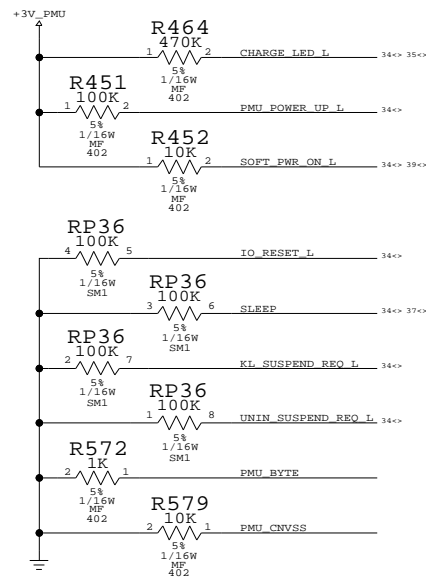 +3V_PMU
R464
470K
1 2 CHARGE_LED_L 34<> 35<>
5%
1/16W
MF
402
R451
100K
1 2 PMU_POWER_UP_L 34<>
5%
1/16W
MF
402
R452
10K
1 2 SOFT_PWR_ON_L 34<> 39<>
5%
1/16W
MF
402
RP36
100K
4 5 IO_RESET_L 34<>
5%
1/16W
SM1
RP36
100K
3 6 SLEEP 34<> 37<>
5%
1/16W
SM1
RP36
100K
2 7 KL_SUSPEND_REQ_L 34<>
5%
1/16W
SM1
RP36
100K
1 8 UNIN_SUSPEND_REQ_L 34<>
5%
1/16W
SM1
R572
1K
2 1 PMU_BYTE
5%
1/16W
MF
402
R579
10K
2 1 PMU_CNVSS
5%
1/16W
MF
402